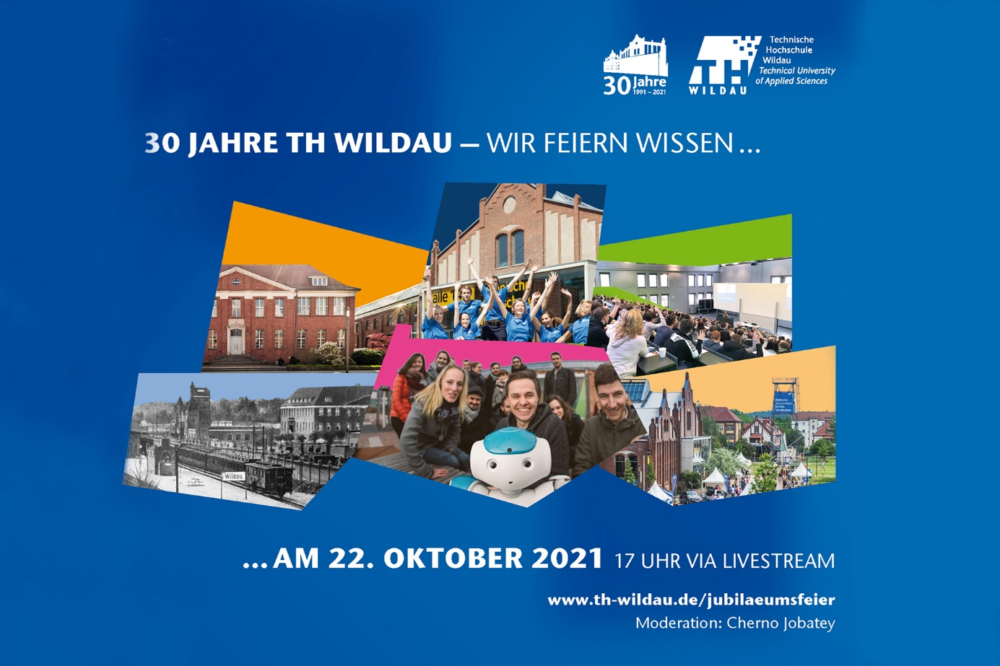 30 Jahre
1991 – 2021
TH
WILDAU
Technische
Hochschule
Wildau
Technical University
of Applied Sciences
30 JAHRE TH WILDAU — WIR FEIERN WISSEN ...
Wildau.
... AM 22. OKTOBER 2021 17 UHR VIA LIVESTREAM
www.th-wildau.de/jubilaeumsfeier
Moderation: Cherno Jobatey